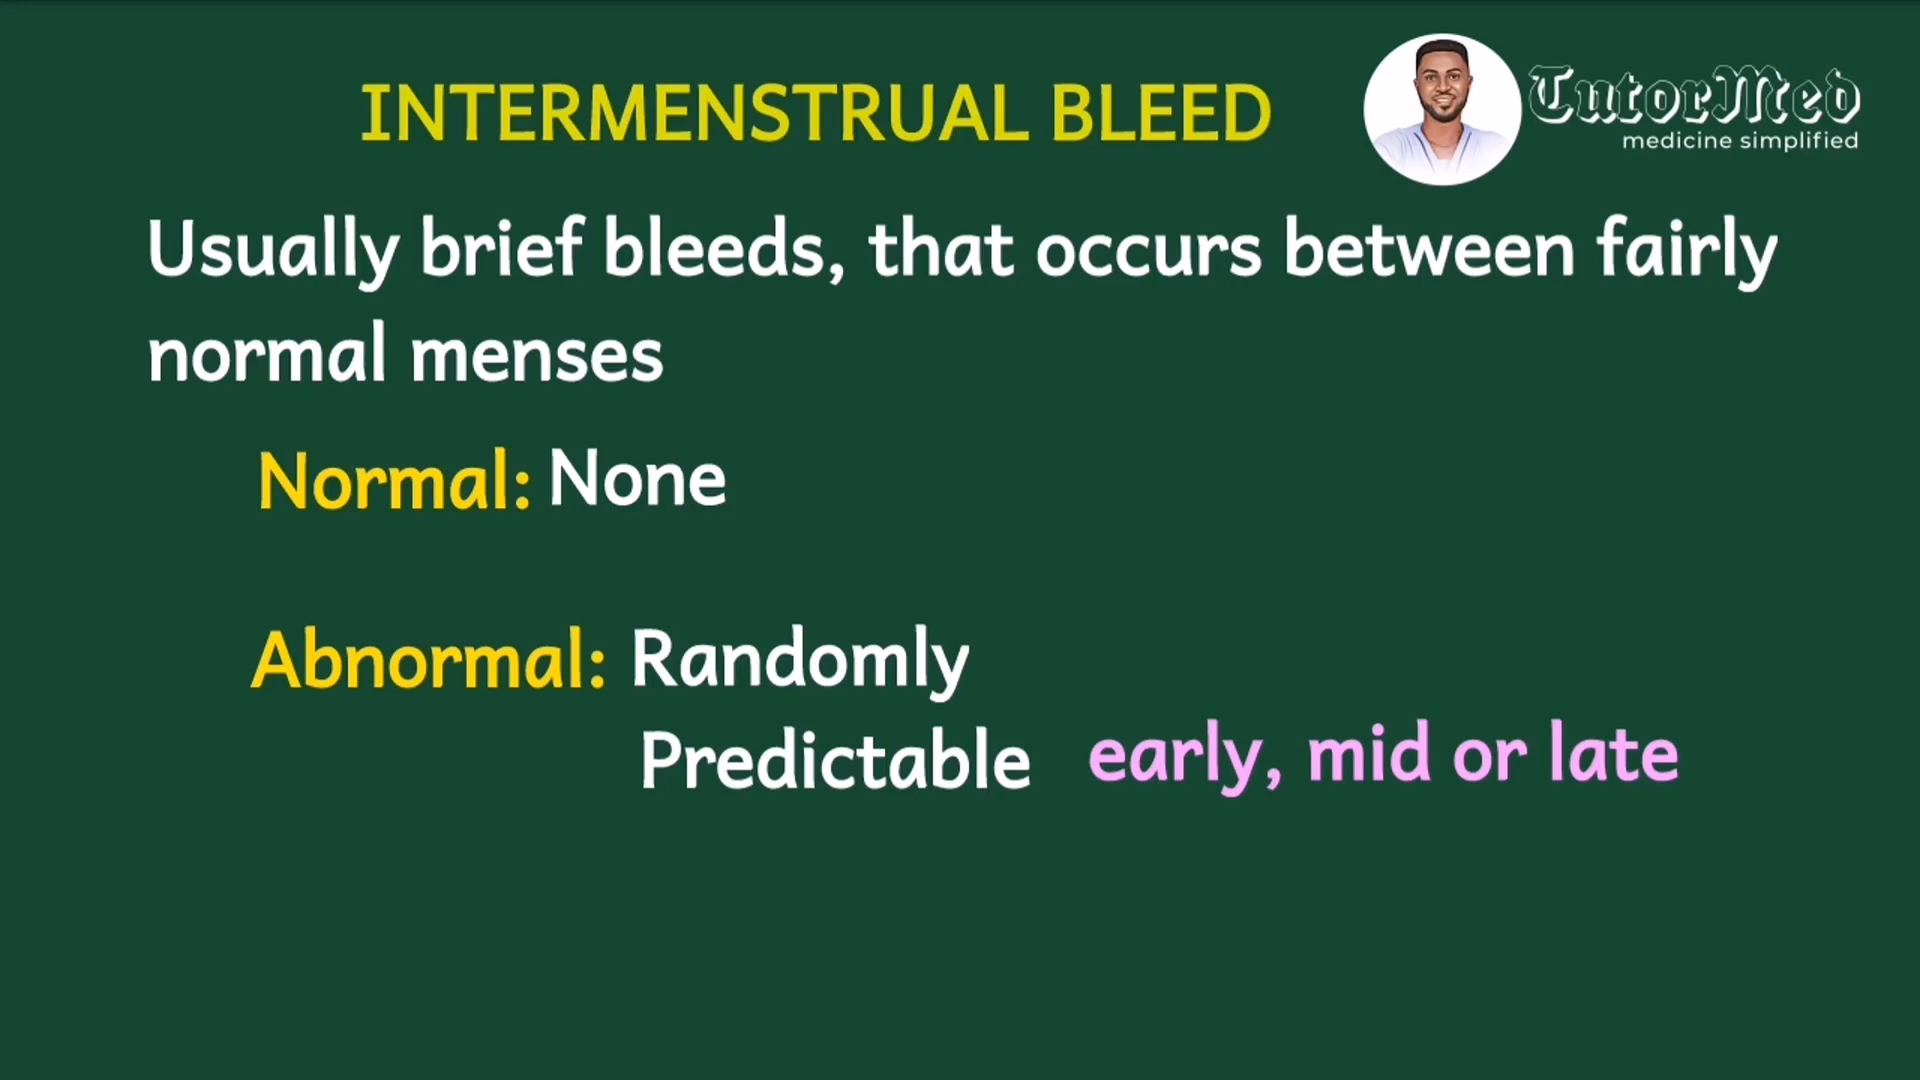 INTERMENSTRUAL BLEED
TutorMed
medicine simplified
Usually brief bleeds, that occurs between fairly
normal menses
Normal: None
Abnormal: Randomly
Predictable early, mid or late